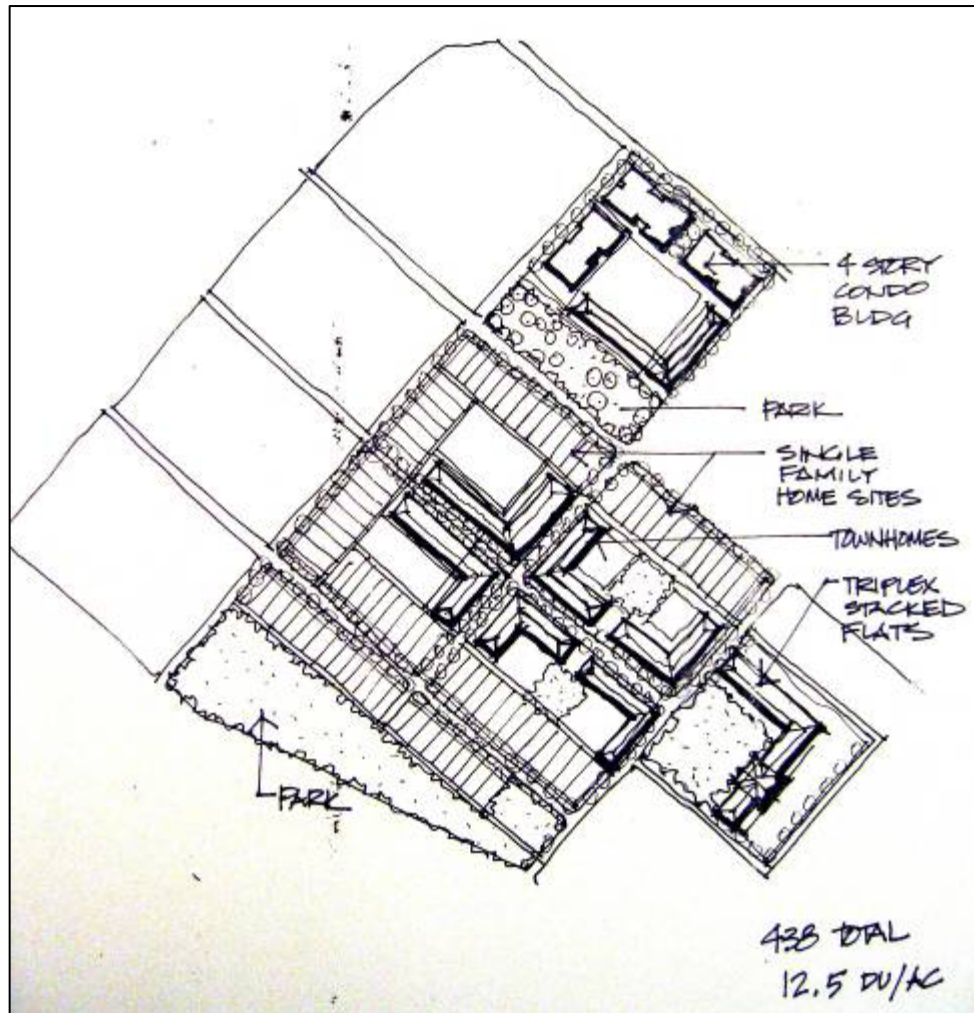 4 STORY
CONDO
BLDG
PARK
SINGLE
FAMILY
HOME SITES
TOWNHOMES
TRIPLEX
STACKED
FLATS
PARK
438 TOTAL
12.5 DU/AC